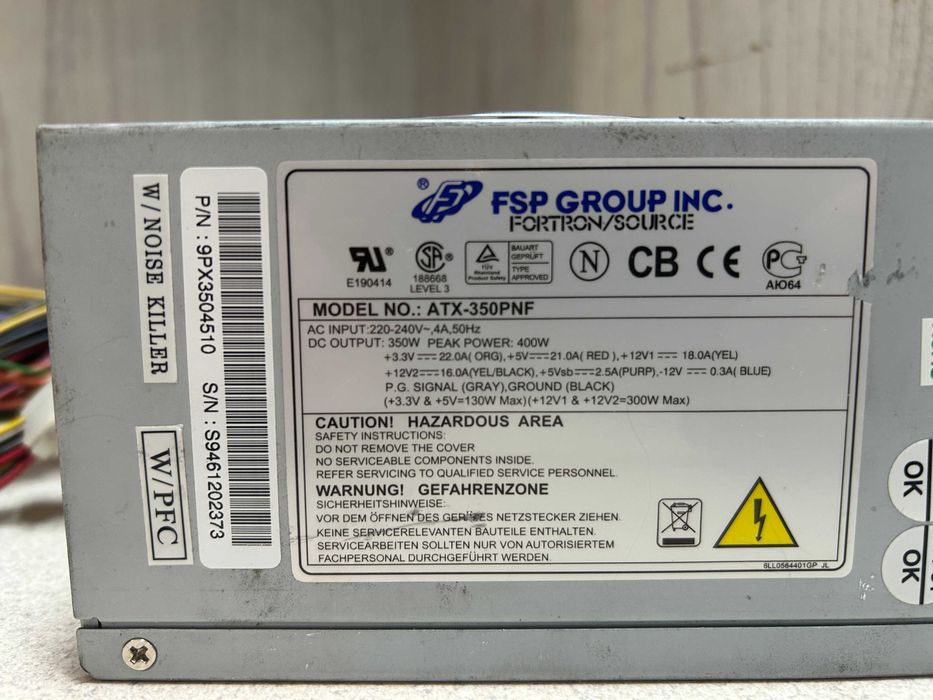 W/NOISE KILLER
W/PFC
P/N : 9PX3504510 S/N : S9461202373
® FSP GROUP INC.
FORTRON/SOURCE
E190414
188668
LEVEL 3
TÜV
Rheinland
Product Safety
BAUART
GEPRÜFT
TYPE
APPROVED
N
CB CE
АЮ64
MODEL NO.: ATX-350PNF
AC INPUT:220-240V~,4A,50Hz
DC OUTPUT: 350W PEAK POWER: 400W
+3.3V⎓22.0A( ORG),+5V⎓21.0A( RED ),+12V1⎓18.0A(YEL)
+12V2⎓16.0A(YEL/BLACK),+5Vsb⎓2.5A(PURP),-12V⎓0.3A( BLUE)
P.G. SIGNAL (GRAY),GROUND (BLACK)
(+3.3V & +5V=130W Max)(+12V1 & +12V2=300W Max)
CAUTION! HAZARDOUS AREA
SAFETY INSTRUCTIONS:
DO NOT REMOVE THE COVER
NO SERVICEABLE COMPONENTS INSIDE.
REFER SERVICING TO QUALIFIED SERVICE PERSONNEL.
WARNUNG! GEFAHRENZONE
SICHERHEITSHINWEISE:
VOR DEM ÖFFNEN DES GERÄTES NETZSTECKER ZIEHEN.
KEINE SERVICERELEVANTEN BAUTEILE ENTHALTEN.
SERVICEARBEITEN SOLLTEN NUR VON AUTORISIERTEM
FACHPERSONAL DURCHGEFÜHRT WERDEN.
6LL0564401GP JL
OK
OK